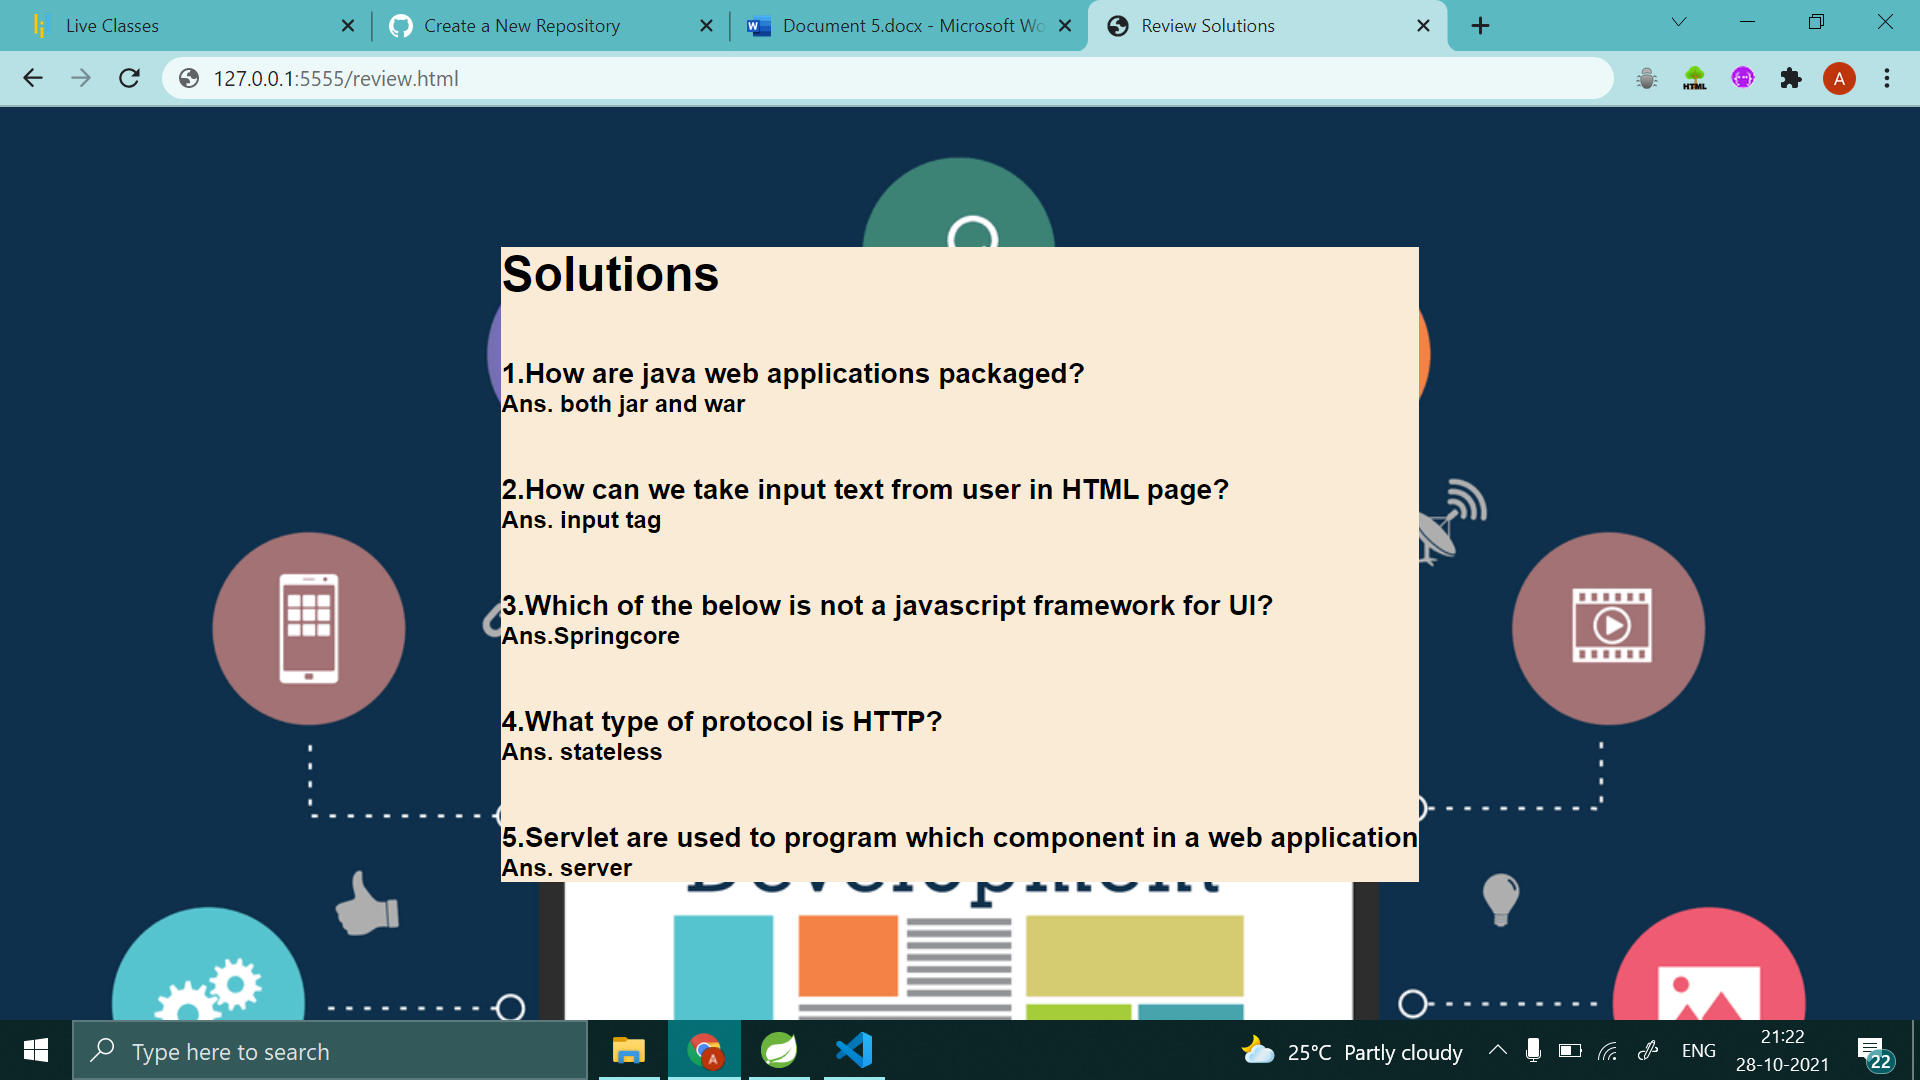 Live Classes
Create a New Repository
Document 5.docx - Microsoft Wo
Review Solutions
127.0.0.1:5555/review.html
HTML
A
Solutions
1.How are java web applications packaged?
Ans. both jar and war
2.How can we take input text from user in HTML page?
Ans. input tag
3.Which of the below is not a javascript framework for UI?
Ans.Springcore
4.What type of protocol is HTTP?
Ans. stateless
5.Servlet are used to program which component in a web application
Ans. server
Development
Type here to search
A
25°C Partly cloudy
ENG
21:22
28-10-2021
22